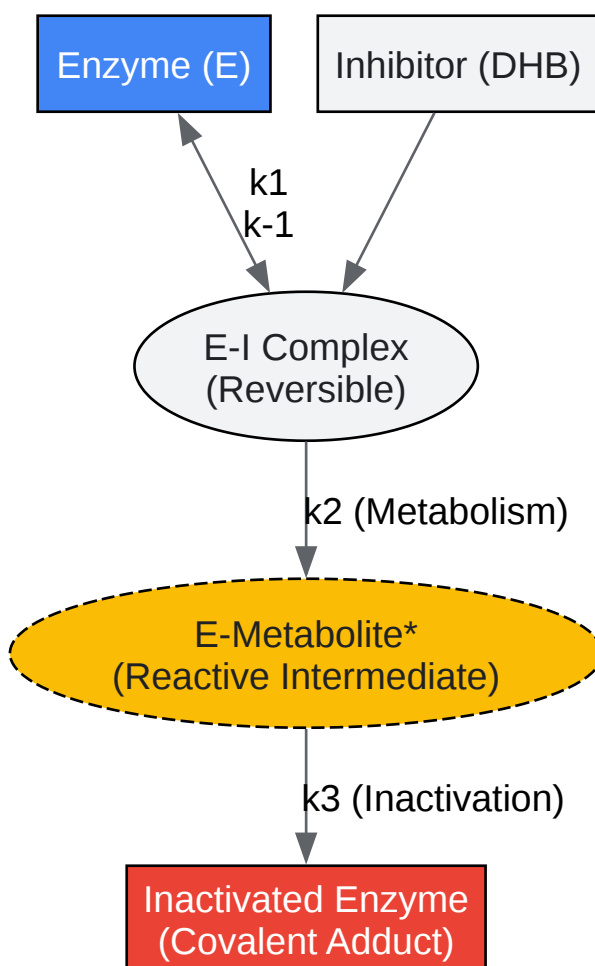 Enzyme (E)
Inhibitor (DHB)
k1
k-1
E-I Complex
(Reversible)
k2 (Metabolism)
E-Metabolite*
(Reactive Intermediate)
k3 (Inactivation)
Inactivated Enzyme
(Covalent Adduct)